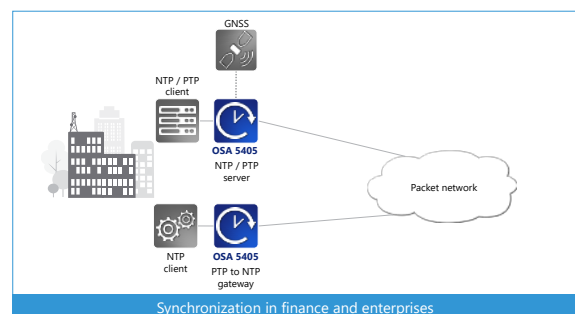 GNSS
NTP / PTP
client
OSA 5405
NTP / PTP
server
Packet network
NTP
client
OSA 5405
PTP to NTP
gateway
Synchronization in finance and enterprises